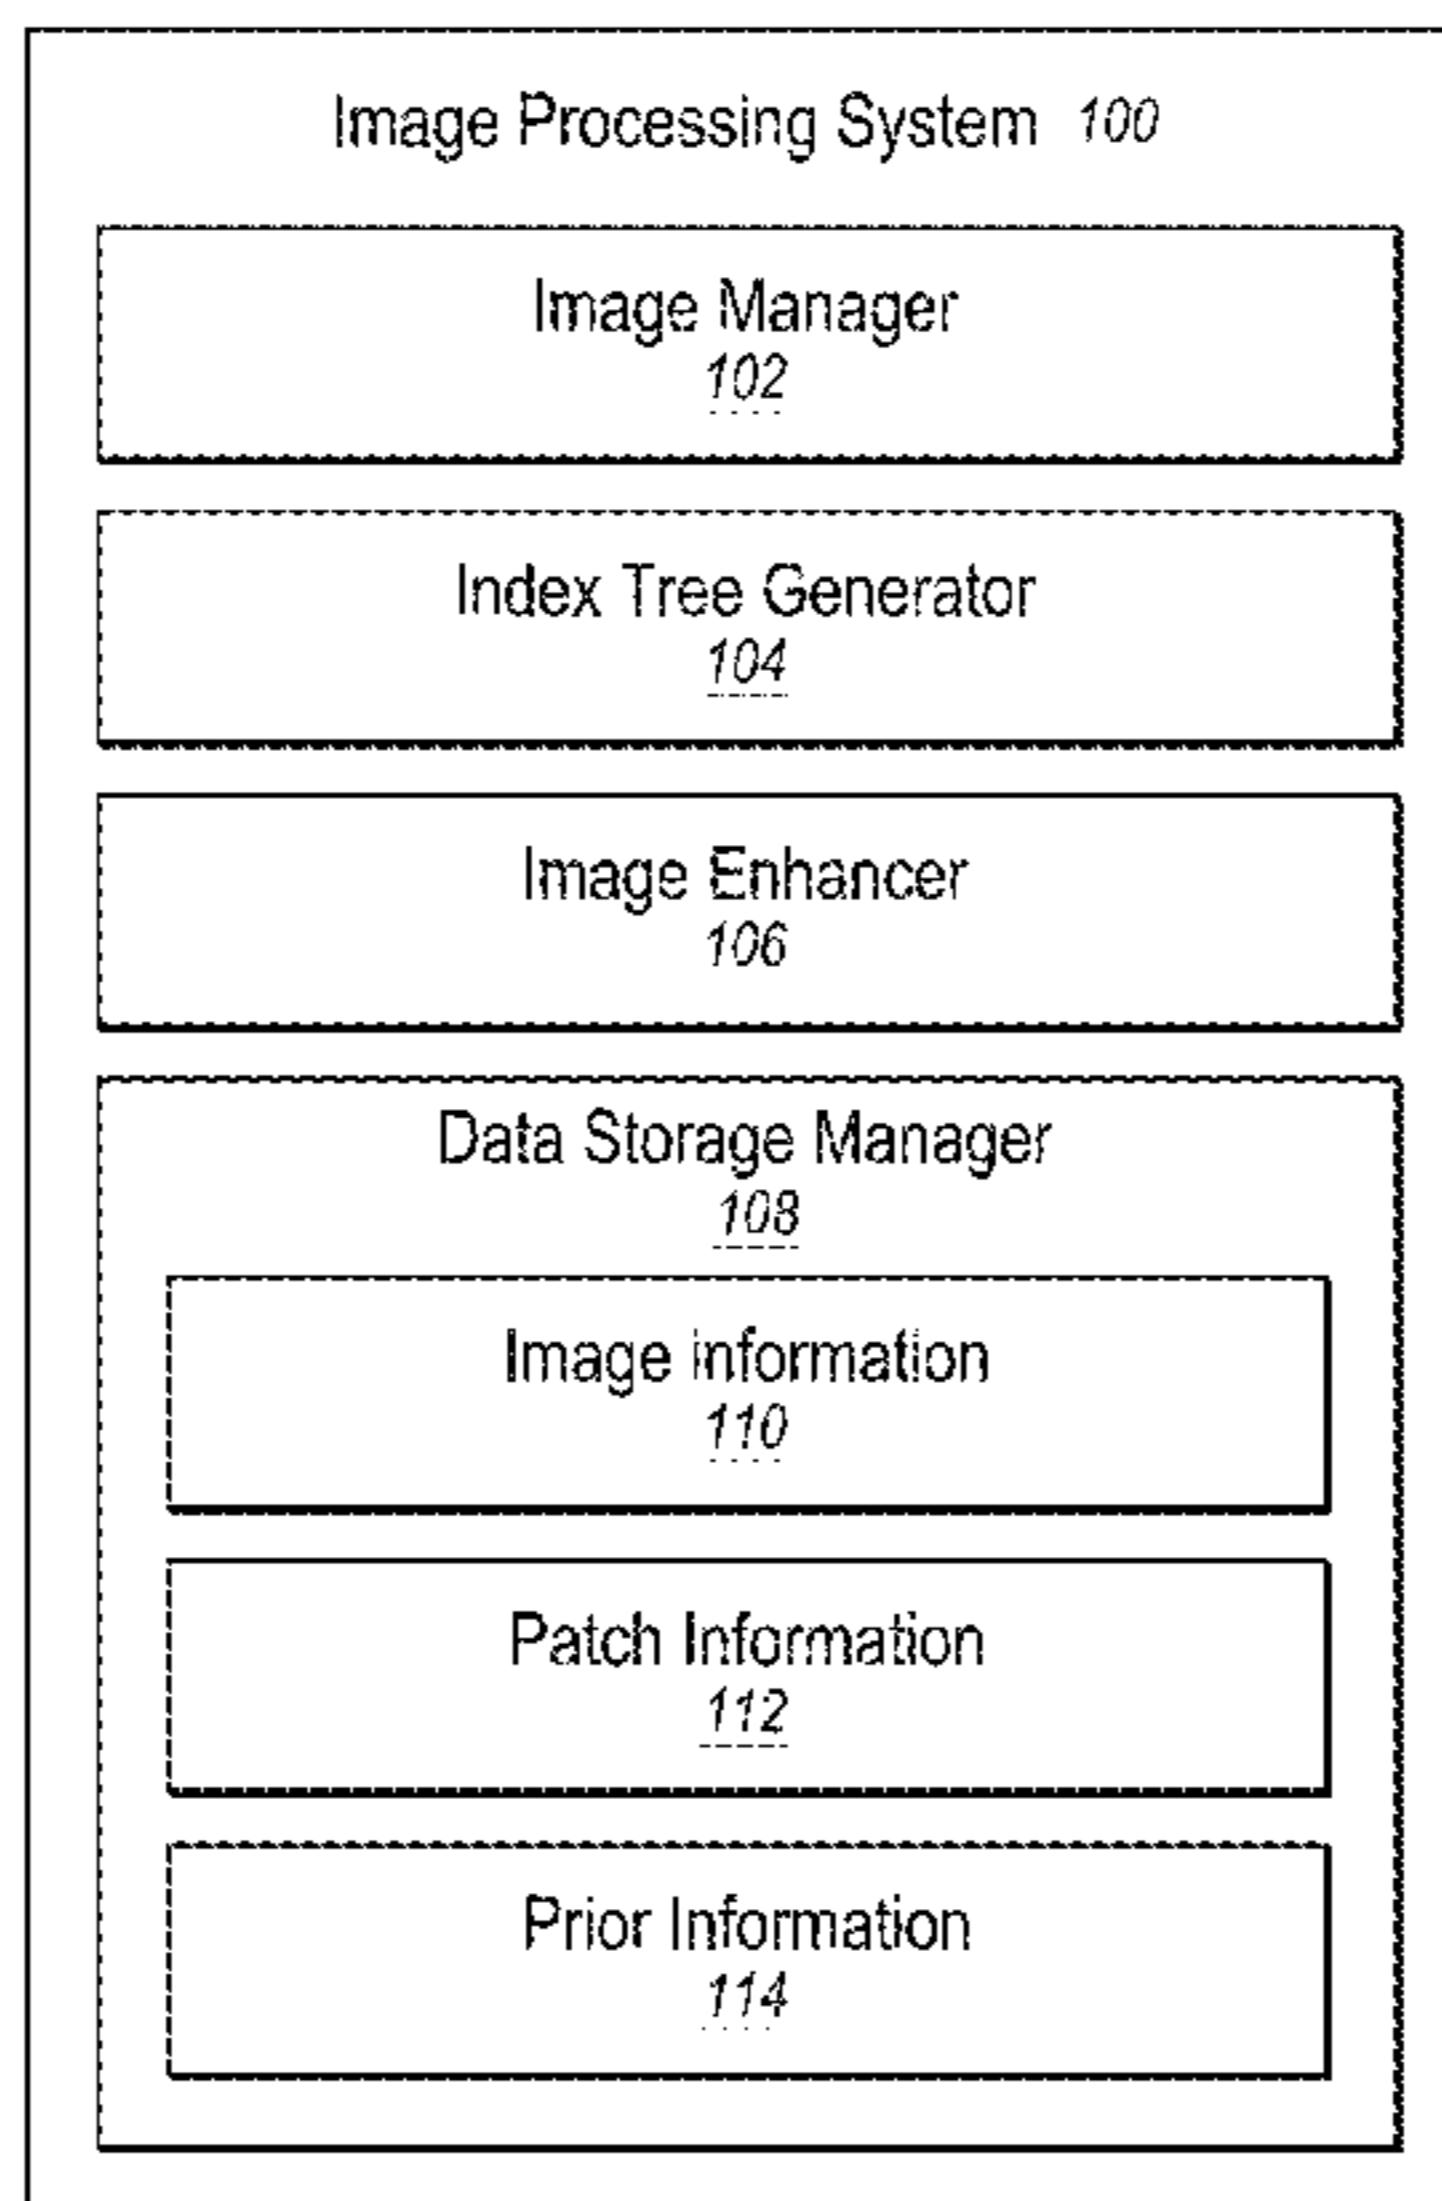 Image Processing System 100
Image Manager
102
Index Tree Generator
104
Image Enhancer
106
Data Storage Manager
108
Image information
110
Patch Information
112
Prior Information
114